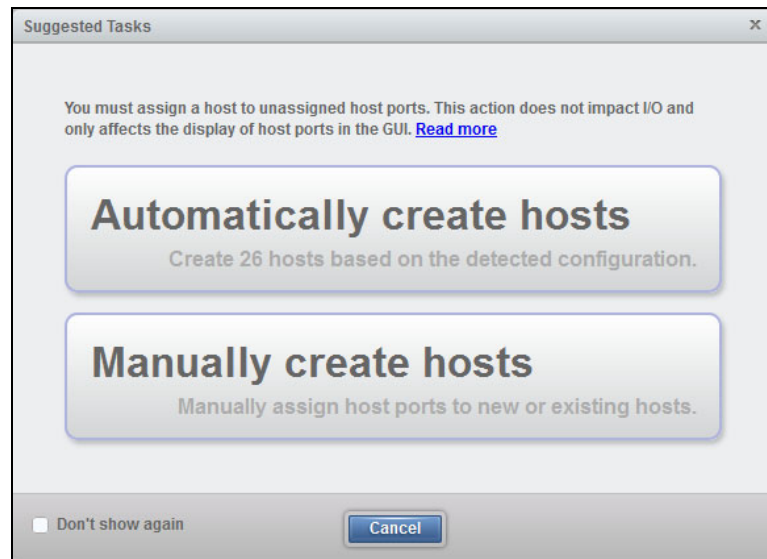 Suggested Tasks x
You must assign a host to unassigned host ports. This action does not impact I/O and
only affects the display of host ports in the GUI. Read more
Automatically create hosts
Create 26 hosts based on the detected configuration.
Manually create hosts
Manually assign host ports to new or existing hosts.
Don't show again
Cancel